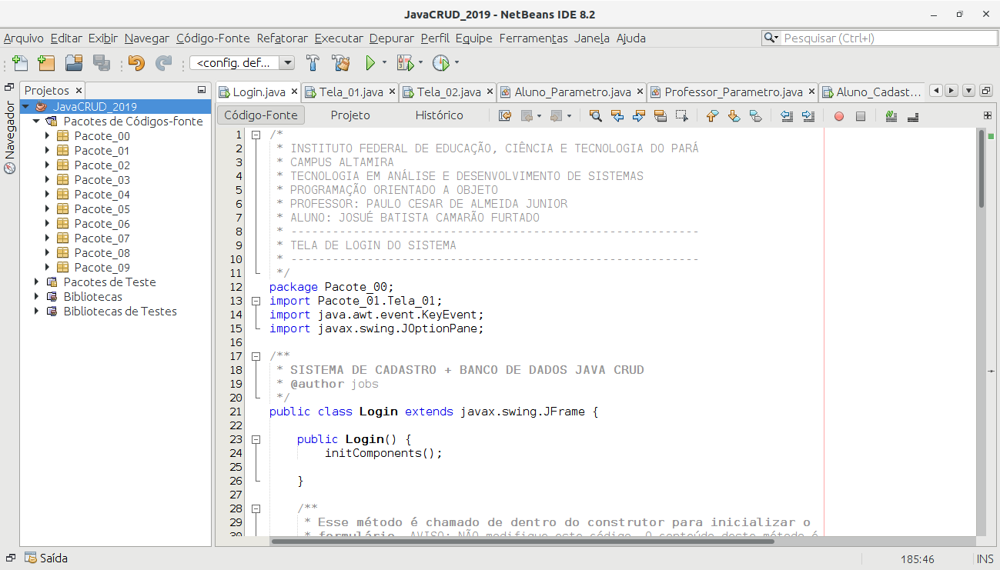 JavaCRUD_2019 - NetBeans IDE 8.2
Arquivo Editar Exibir Navegar Código-Fonte Refatorar Executar Depurar Perfil Equipe Ferramentas Janela Ajuda
Pesquisar (Ctrl+I)
<config. def...
Projetos
Login.java Tela_01.java Tela_02.java Aluno_Parametro.java Professor_Parametro.java Aluno_Cadast...
Navegador
JavaCRUD_2019
Pacotes de Códigos-fonte
Pacote_00
Pacote_01
Pacote_02
Pacote_03
Pacote_04
Pacote_05
Pacote_06
Pacote_07
Pacote_08
Pacote_09
Pacotes de Teste
Bibliotecas
Bibliotecas de Testes
Código-Fonte Projeto Histórico
1 /*
2 * INSTITUTO FEDERAL DE EDUCAÇÃO, CIÊNCIA E TECNOLOGIA DO PARÁ
3 * CAMPUS ALTAMIRA
4 * TECNOLOGIA EM ANÁLISE E DESENVOLVIMENTO DE SISTEMAS
5 * PROGRAMAÇÃO ORIENTADO A OBJETO
6 * PROFESSOR: PAULO CESAR DE ALMEIDA JUNIOR
7 * ALUNO: JOSUÉ BATISTA CAMARÃO FURTADO
8 * -----------------------------------------------------------
9 * TELA DE LOGIN DO SISTEMA
10 * -----------------------------------------------------------
11 */
12 package Pacote_00;
13 import Pacote_01.Tela_01;
14 import java.awt.event.KeyEvent;
15 import javax.swing.JOptionPane;
16
17 /**
18 * SISTEMA DE CADASTRO + BANCO DE DADOS JAVA CRUD
19 * @author jobs
20 */
21 public class Login extends javax.swing.JFrame {
22
23 public Login() {
24 initComponents();
25
26 }
27
28 /**
29 * Esse método é chamado de dentro do construtor para inicializar o
30 * formulário. AVISO: NÃO modifique este código. O conteúdo deste método é
Saída
185:46 INS